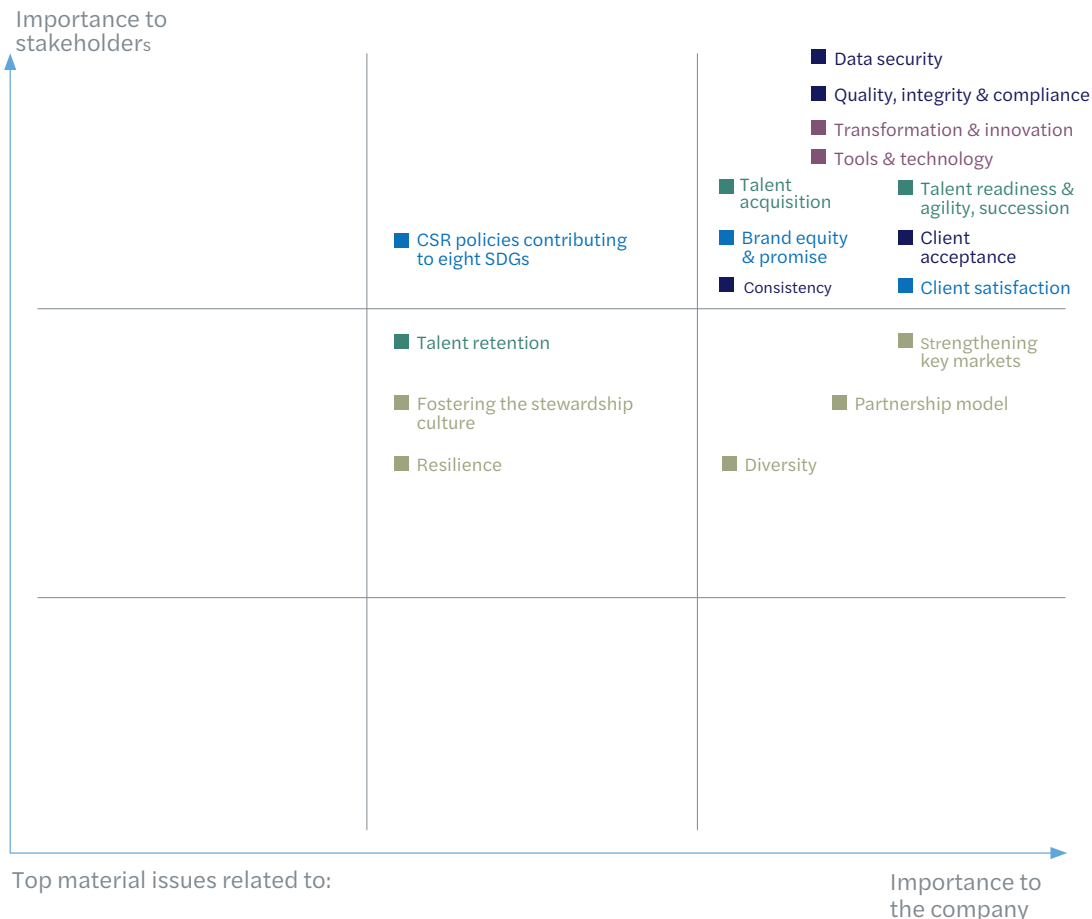 Importance to
stakeholders
Data security
Quality, integrity & compliance
Transformation & innovation
Tools & technology
Talent
acquisition
Talent readiness &
agility, succession
CSR policies contributing
to eight SDGs
Brand equity
& promise
Client
acceptance
Consistency
Client satisfaction
Talent retention
Strengthening
key markets
Fostering the stewardship
culture
Partnership model
Resilience
Diversity
Top material issues related to:
Importance to
the company